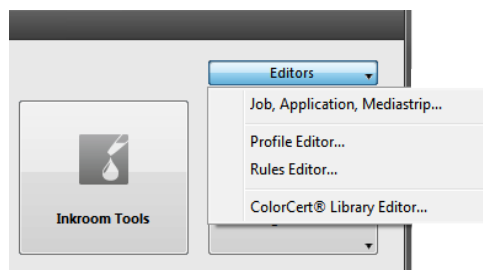 Editors
Job, Application, Mediastrip...
Profile Editor...
Rules Editor...
ColorCert® Library Editor...
Inkroom Tools